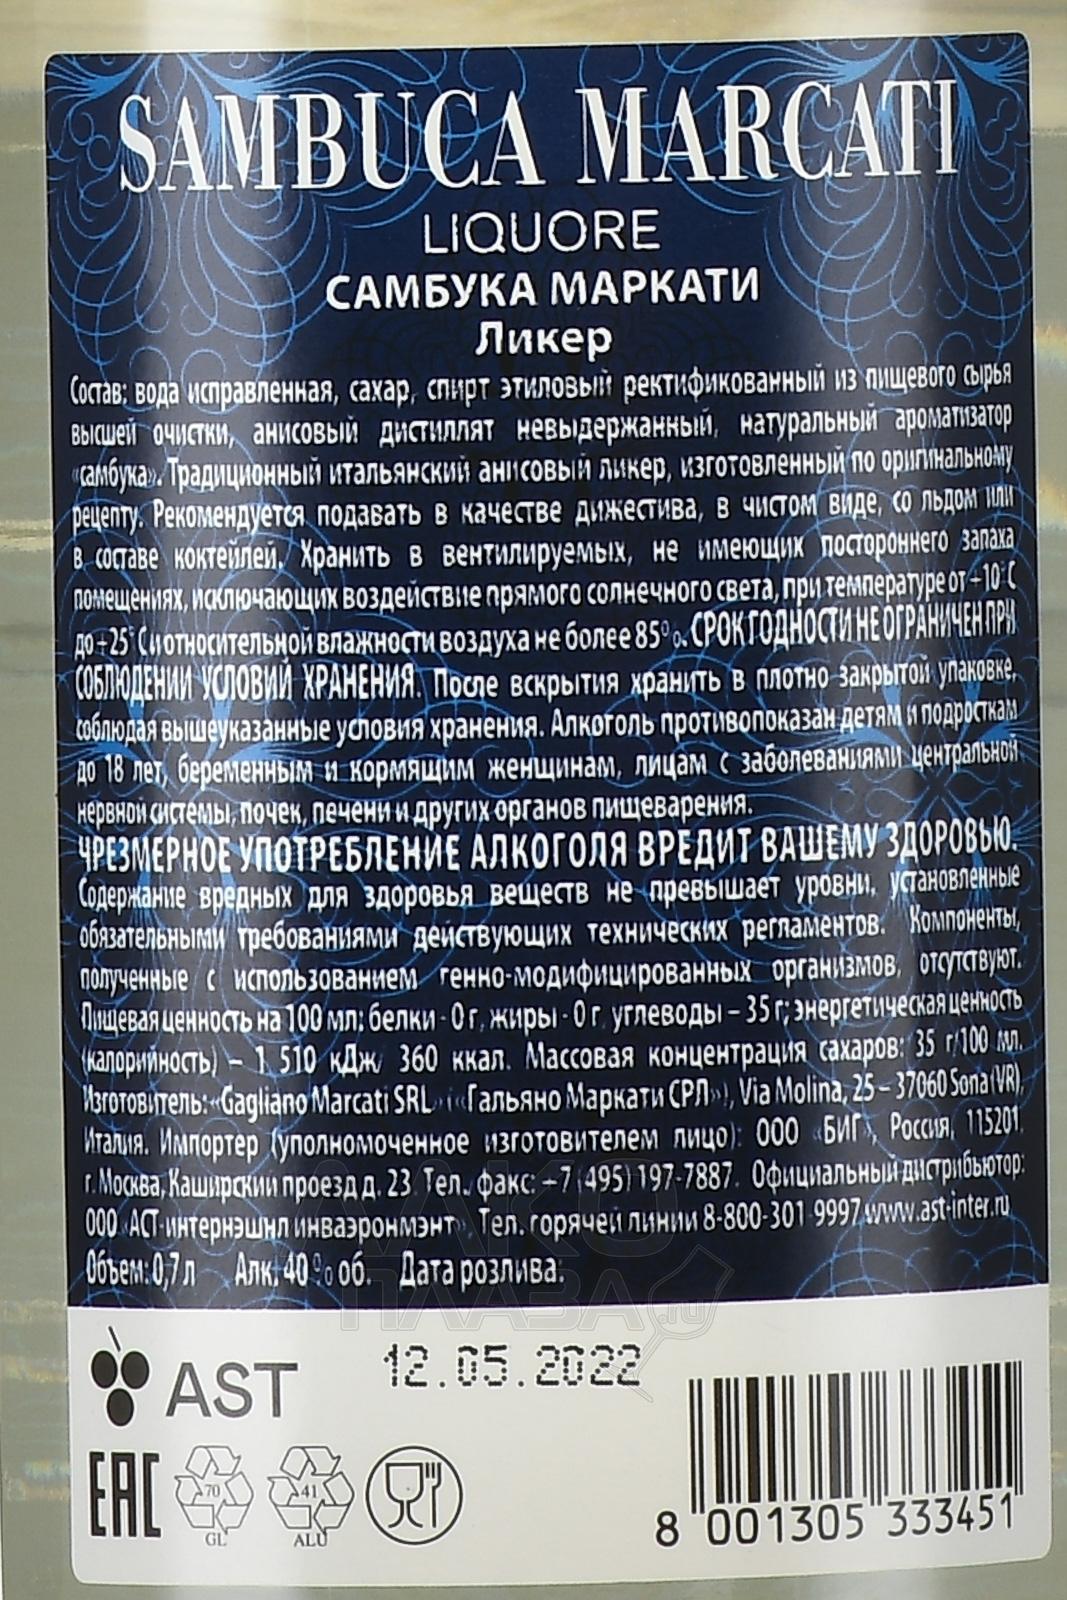 SAMBUCA MARCATI
LIQUORE
САМБУКА МАРКАТИ
Ликер
Состав: вода исправленная, сахар, спирт этиловый ректификованный из пищевого сырья
высшей очистки, анисовый дистиллят невыдержанный, натуральный ароматизатор
«самбука». Традиционный итальянский анисовый ликер, изготовленный по оригинальному
рецепту. Рекомендуется подавать в качестве дижестива, в чистом виде, со льдом или
в составе коктейлей. Хранить в вентилируемых, не имеющих постороннего запаха
помещениях, исключающих воздействие прямого солнечного света, при температуре от +10°С
до +25°С и относительной влажности воздуха не более 85%. СРОК ГОДНОСТИ НЕ ОГРАНИЧЕН ПРИ
СОБЛЮДЕНИИ УСЛОВИЙ ХРАНЕНИЯ. После вскрытия хранить в плотно закрытой упаковке,
соблюдая вышеуказанные условия хранения. Алкоголь противопоказан детям и подросткам
до 18 лет, беременным и кормящим женщинам, лицам с заболеваниями центральной
нервной системы, почек, печени и других органов пищеварения.
ЧРЕЗМЕРНОЕ УПОТРЕБЛЕНИЕ АЛКОГОЛЯ ВРЕДИТ ВАШЕМУ ЗДОРОВЬЮ.
Содержание вредных для здоровья веществ не превышает уровни, установленные
обязательными требованиями действующих технических регламентов. Компоненты,
полученные с использованием генно-модифицированных организмов, отсутствуют.
Пищевая ценность на 100 мл: белки - 0 г, жиры - 0 г, углеводы – 35 г; энергетическая ценность
(калорийность) – 1 510 кДж/ 360 ккал. Массовая концентрация сахаров: 35 г/100 мл.
Изготовитель: «Gagliano Marcati SRL» («Гальяно Маркати СРЛ»), Via Molina, 25 – 37060 Sona (VR),
Италия. Импортер (уполномоченное изготовителем лицо): ООО «БИГ», Россия, 115201,
г. Москва, Каширский проезд д. 23. Тел./факс: +7 (495) 197-7887. Официальный дистрибьютор:
ООО «АСТ-интернэшнл инваэронмэнт». Тел. горячей линии 8-800-301-9997, www.ast-inter.ru
Объем: 0,7 л Алк. 40% об. Дата розлива:
АЛКО
ПЛАЗА.ru
12.05.2022
AST
EAC
70
GL
41
ALU
8 001305 333451